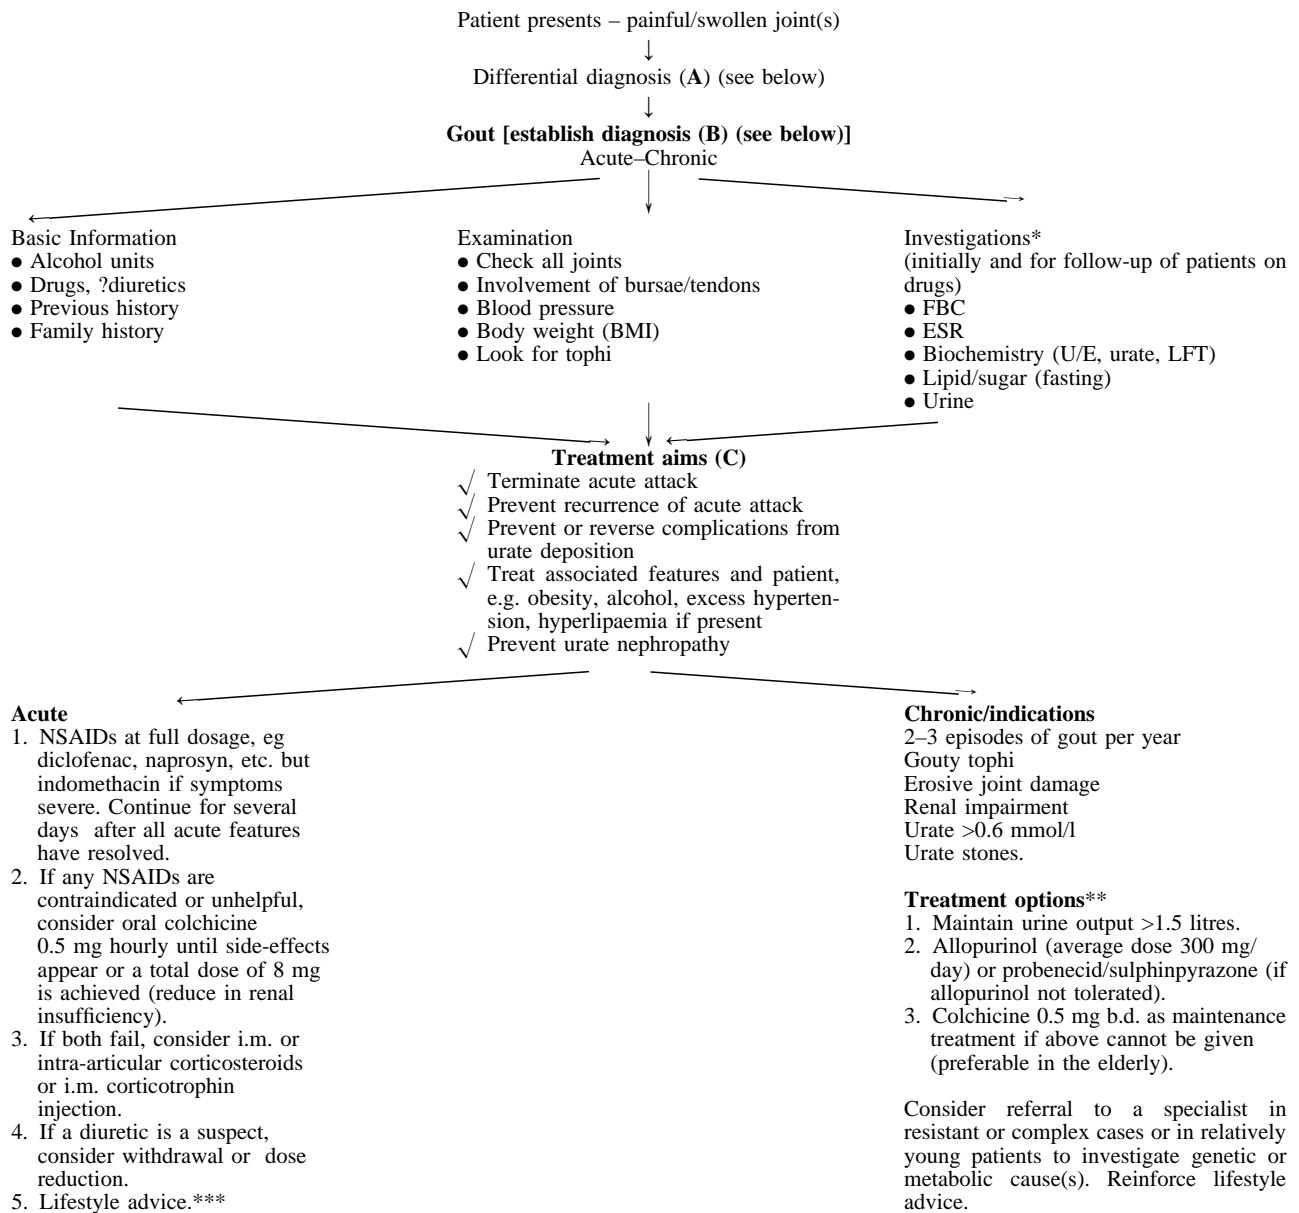 Patient presents – painful/swollen joint(s)
↓
Differential diagnosis (A) (see below)
↓
Gout [establish diagnosis (B) (see below)]
Acute–Chronic
Basic Information
● Alcohol units
● Drugs, ?diuretics
● Previous history
● Family history
Examination
● Check all joints
● Involvement of bursae/tendons
● Blood pressure
● Body weight (BMI)
● Look for tophi
Investigations*
(initially and for follow-up of patients on
drugs)
● FBC
● ESR
● Biochemistry (U/E, urate, LFT)
● Lipid/sugar (fasting)
● Urine
Treatment aims (C)
√ Terminate acute attack
√ Prevent recurrence of acute attack
√ Prevent or reverse complications from
urate deposition
√ Treat associated features and patient,
e.g. obesity, alcohol, excess hyperten-
sion, hyperlipaemia if present
√ Prevent urate nephropathy
Acute
1. NSAIDs at full dosage, eg
diclofenac, naprosyn, etc. but
indomethacin if symptoms
severe. Continue for several
days after all acute features
have resolved.
2. If any NSAIDs are
contraindicated or unhelpful,
consider oral colchicine
0.5 mg hourly until side-effects
appear or a total dose of 8 mg
is achieved (reduce in renal
insufficiency).
3. If both fail, consider i.m. or
intra-articular corticosteroids
or i.m. corticotrophin
injection.
4. If a diuretic is a suspect,
consider withdrawal or dose
reduction.
5. Lifestyle advice.***
Chronic/indications
2–3 episodes of gout per year
Gouty tophi
Erosive joint damage
Renal impairment
Urate >0.6 mmol/l
Urate stones.
Treatment options**
1. Maintain urine output >1.5 litres.
2. Allopurinol (average dose 300 mg/
day) or probenecid/sulphinpyrazone (if
allopurinol not tolerated).
3. Colchicine 0.5 mg b.d. as maintenance
treatment if above cannot be given
(preferable in the elderly).
Consider referral to a specialist in
resistant or complex cases or in relatively
young patients to investigate genetic or
metabolic cause(s). Reinforce lifestyle
advice.